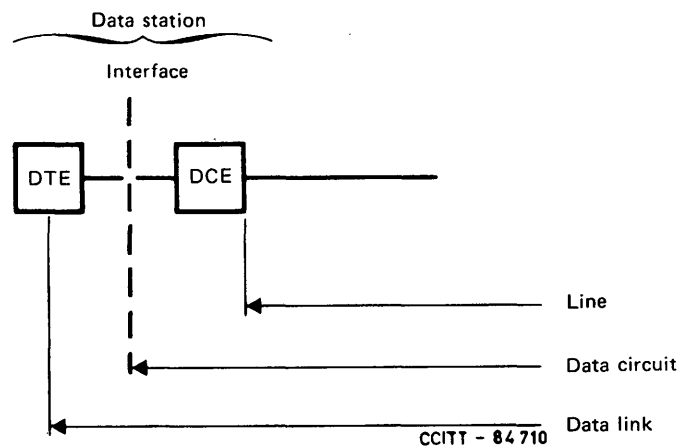 Data station
Interface
DTE
DCE
Line
Data circuit
Data link
CCITT - 84 710